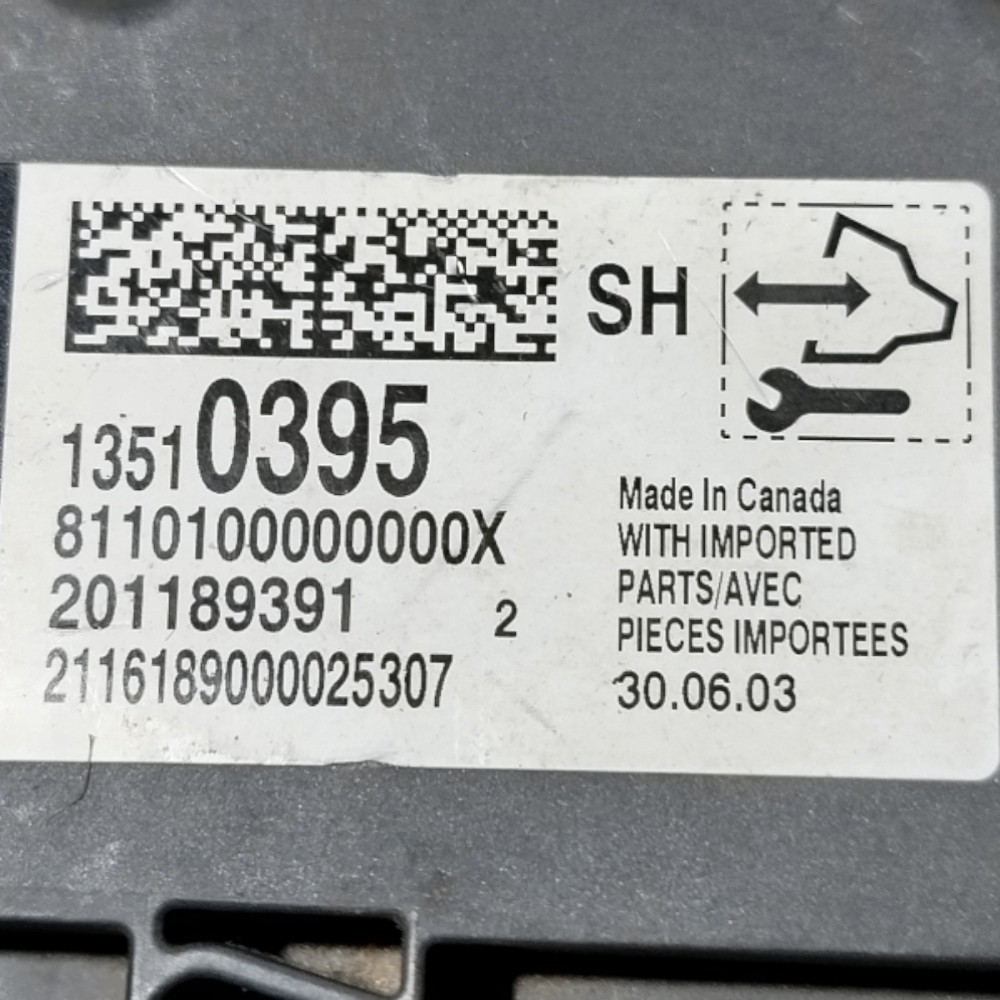 SH
13510395
8110100000000X
201189391 2
2116189000025307
Made In Canada
WITH IMPORTED
PARTS/AVEC
PIECES IMPORTEES
30.06.03